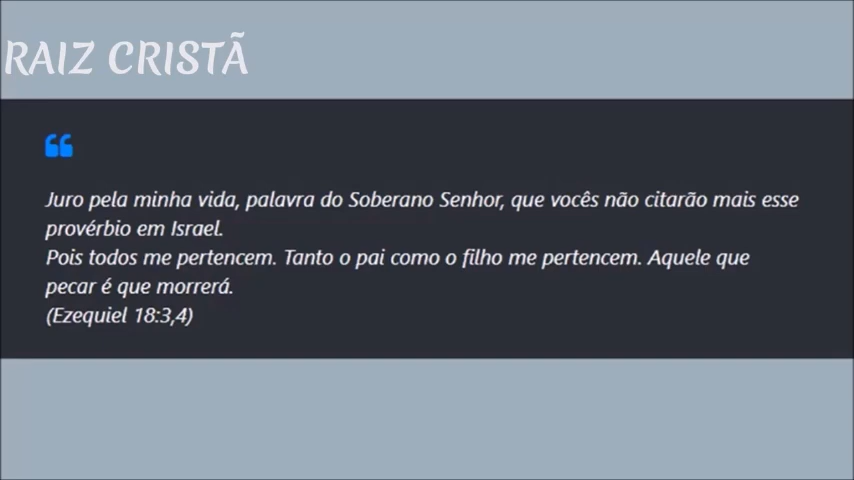 RAIZ CRISTÃ
Juro pela minha vida, palavra do Soberano Senhor, que vocês não citarão mais esse
provérbio em Israel.
Pois todos me pertencem. Tanto o pai como o filho me pertencem. Aquele que
pecar é que morrerá.
(Ezequiel 18:3,4)